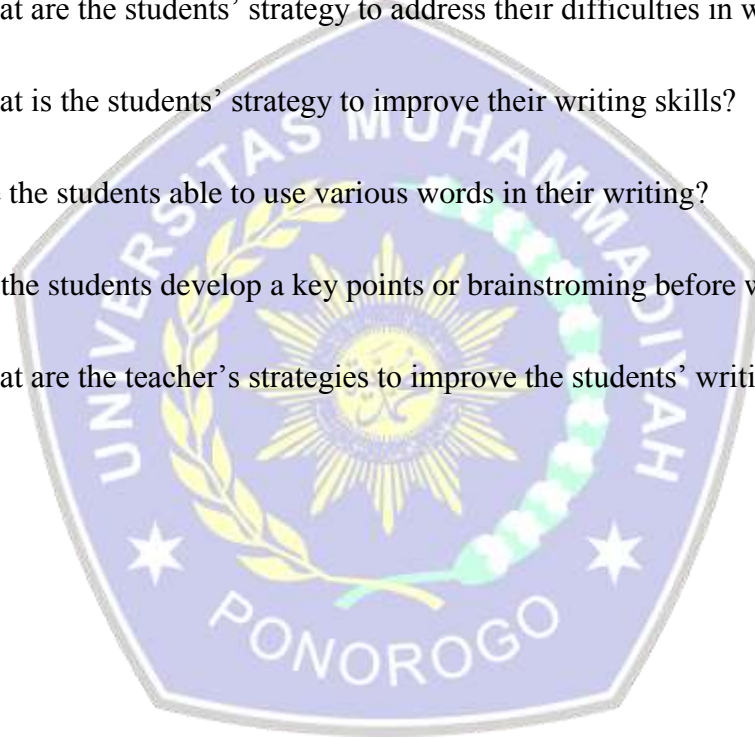 at are the students’ strategy to address their difficulties in w
at is the students’ strategy to improve their writing skills?
the students able to use various words in their writing?
the students develop a key points or brainstroming before w
at are the teacher’s strategies to improve the students’ writi
UNIVERSITAS MUHAMMADIYAH
PONOROGO